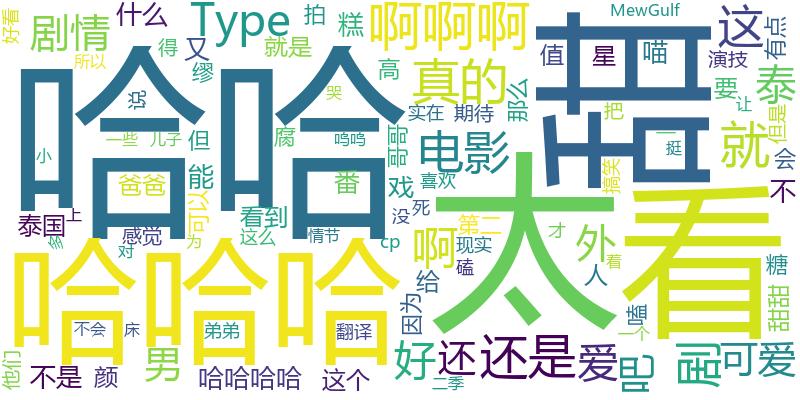 好看
剧情
什么
Type
拍
糕
啊啊啊
MewGulf
这
有点
得
又
就是
缪
高
真的
那么
值
星
喵
演技
泰
所以
哈哈
说
哭
实在
期待
把
要
让
但是
小
一些
儿子
但
腐
呜呜
哥哥
电影
搞笑
一
挺
就
会
爸爸
能
番
戏
喜欢
太
看
不
泰国
上
可以
看到
没
死
第二
才
外
多
感觉
对
为
这么
情节
cp
啊
现实
着
人
糖
哈哈哈
磕
给
因为
嗑
甜甜
不会
床
弟弟
翻译
一个
他们
不是
颜
男
哈哈哈哈
这个
好
还
还是
爱
吧
剧
可爱
二季